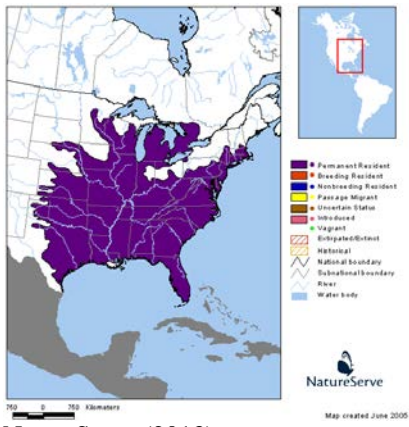 Permanent Resident
Breeding Resident
Nonbreeding Resident
Passage Migrant
Uncertain Status
Introduced
Vagrant
Extirpated/Extinct
Historical
National boundary
Subnational boundary
River
Water body
NatureServe
750 0 750 Kilometers
Map created June 2005